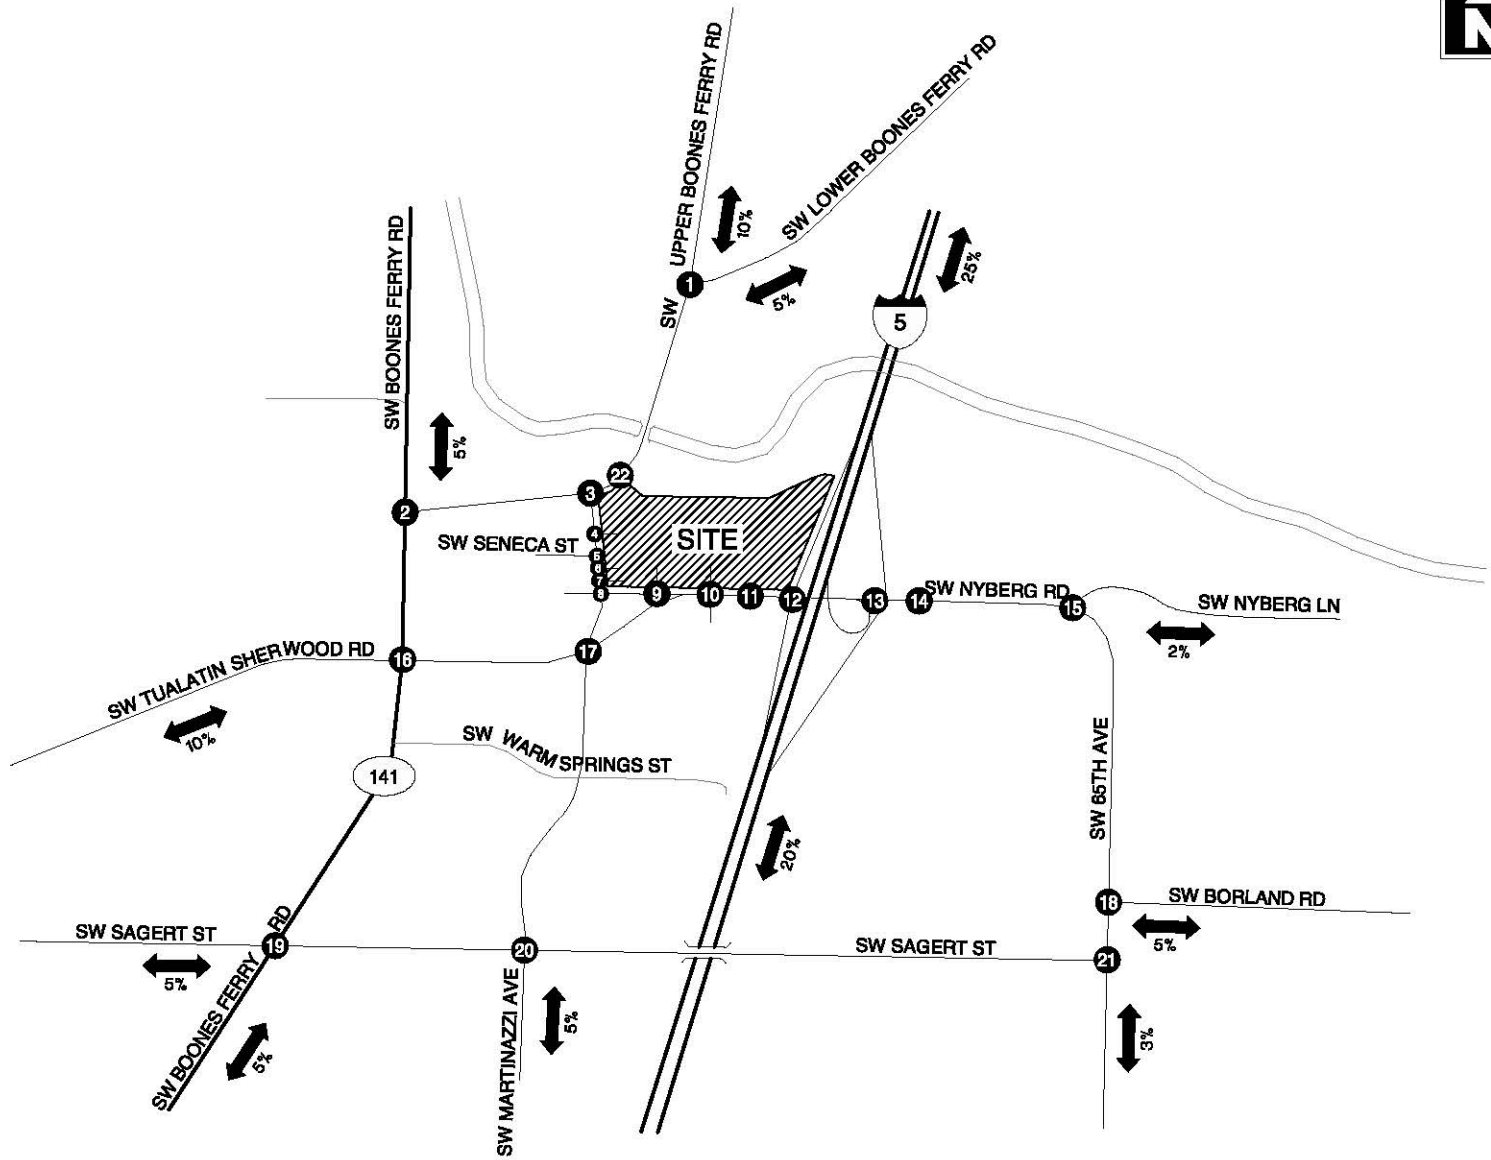 N
SW UPPER BOONES FERRY RD
SW LOWER BOONES FERRY RD
10%
5%
1
25%
5
SW BOONES FERRY RD
5%
22
3
2
4
SITE
SW SENECA ST
5
6
7
8
9
10
11
12
13
14
SW NYBERG RD
15
SW NYBERG LN
2%
SW TUALATIN SHERWOOD RD
16
17
10%
SW WARM SPRINGS ST
141
SW 65TH AVE
20%
18
SW BORLAND RD
5%
SW SAGERT ST
19
5%
20
SW SAGERT ST
21
SW BOONES FERRY RD
5%
SW MARTINAZZI AVE
5%
3%